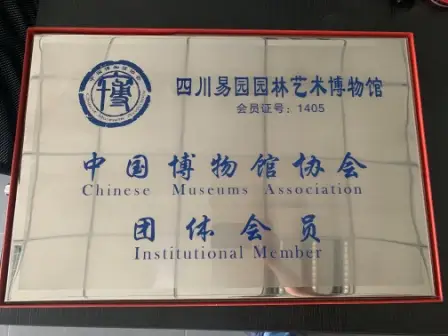 四川易园园林艺术博物馆
会员证号：1405
中国博物馆协会
Chinese Museums Association
团体会员
Institutional Member